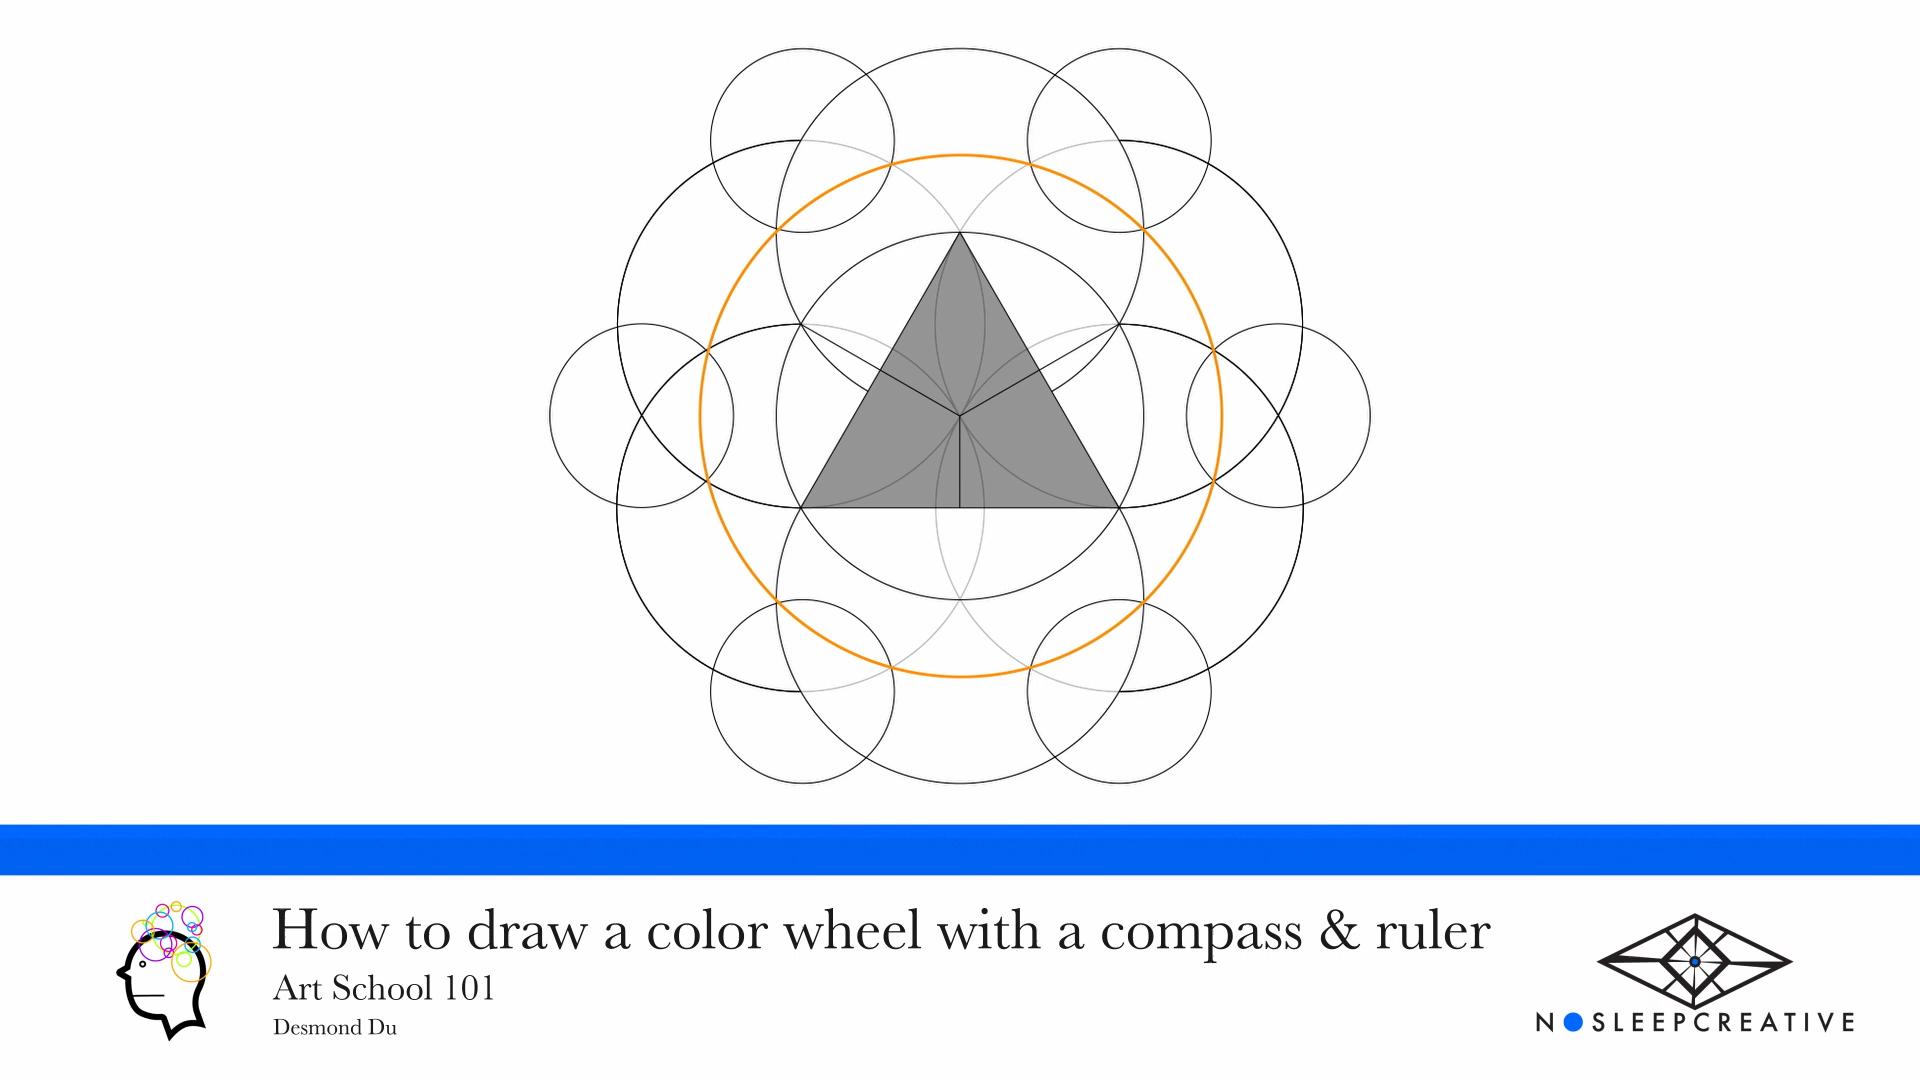 How to draw a color wheel with a compass & ruler
Art School 101
Desmond Du
NOSLEEPCREATIVE